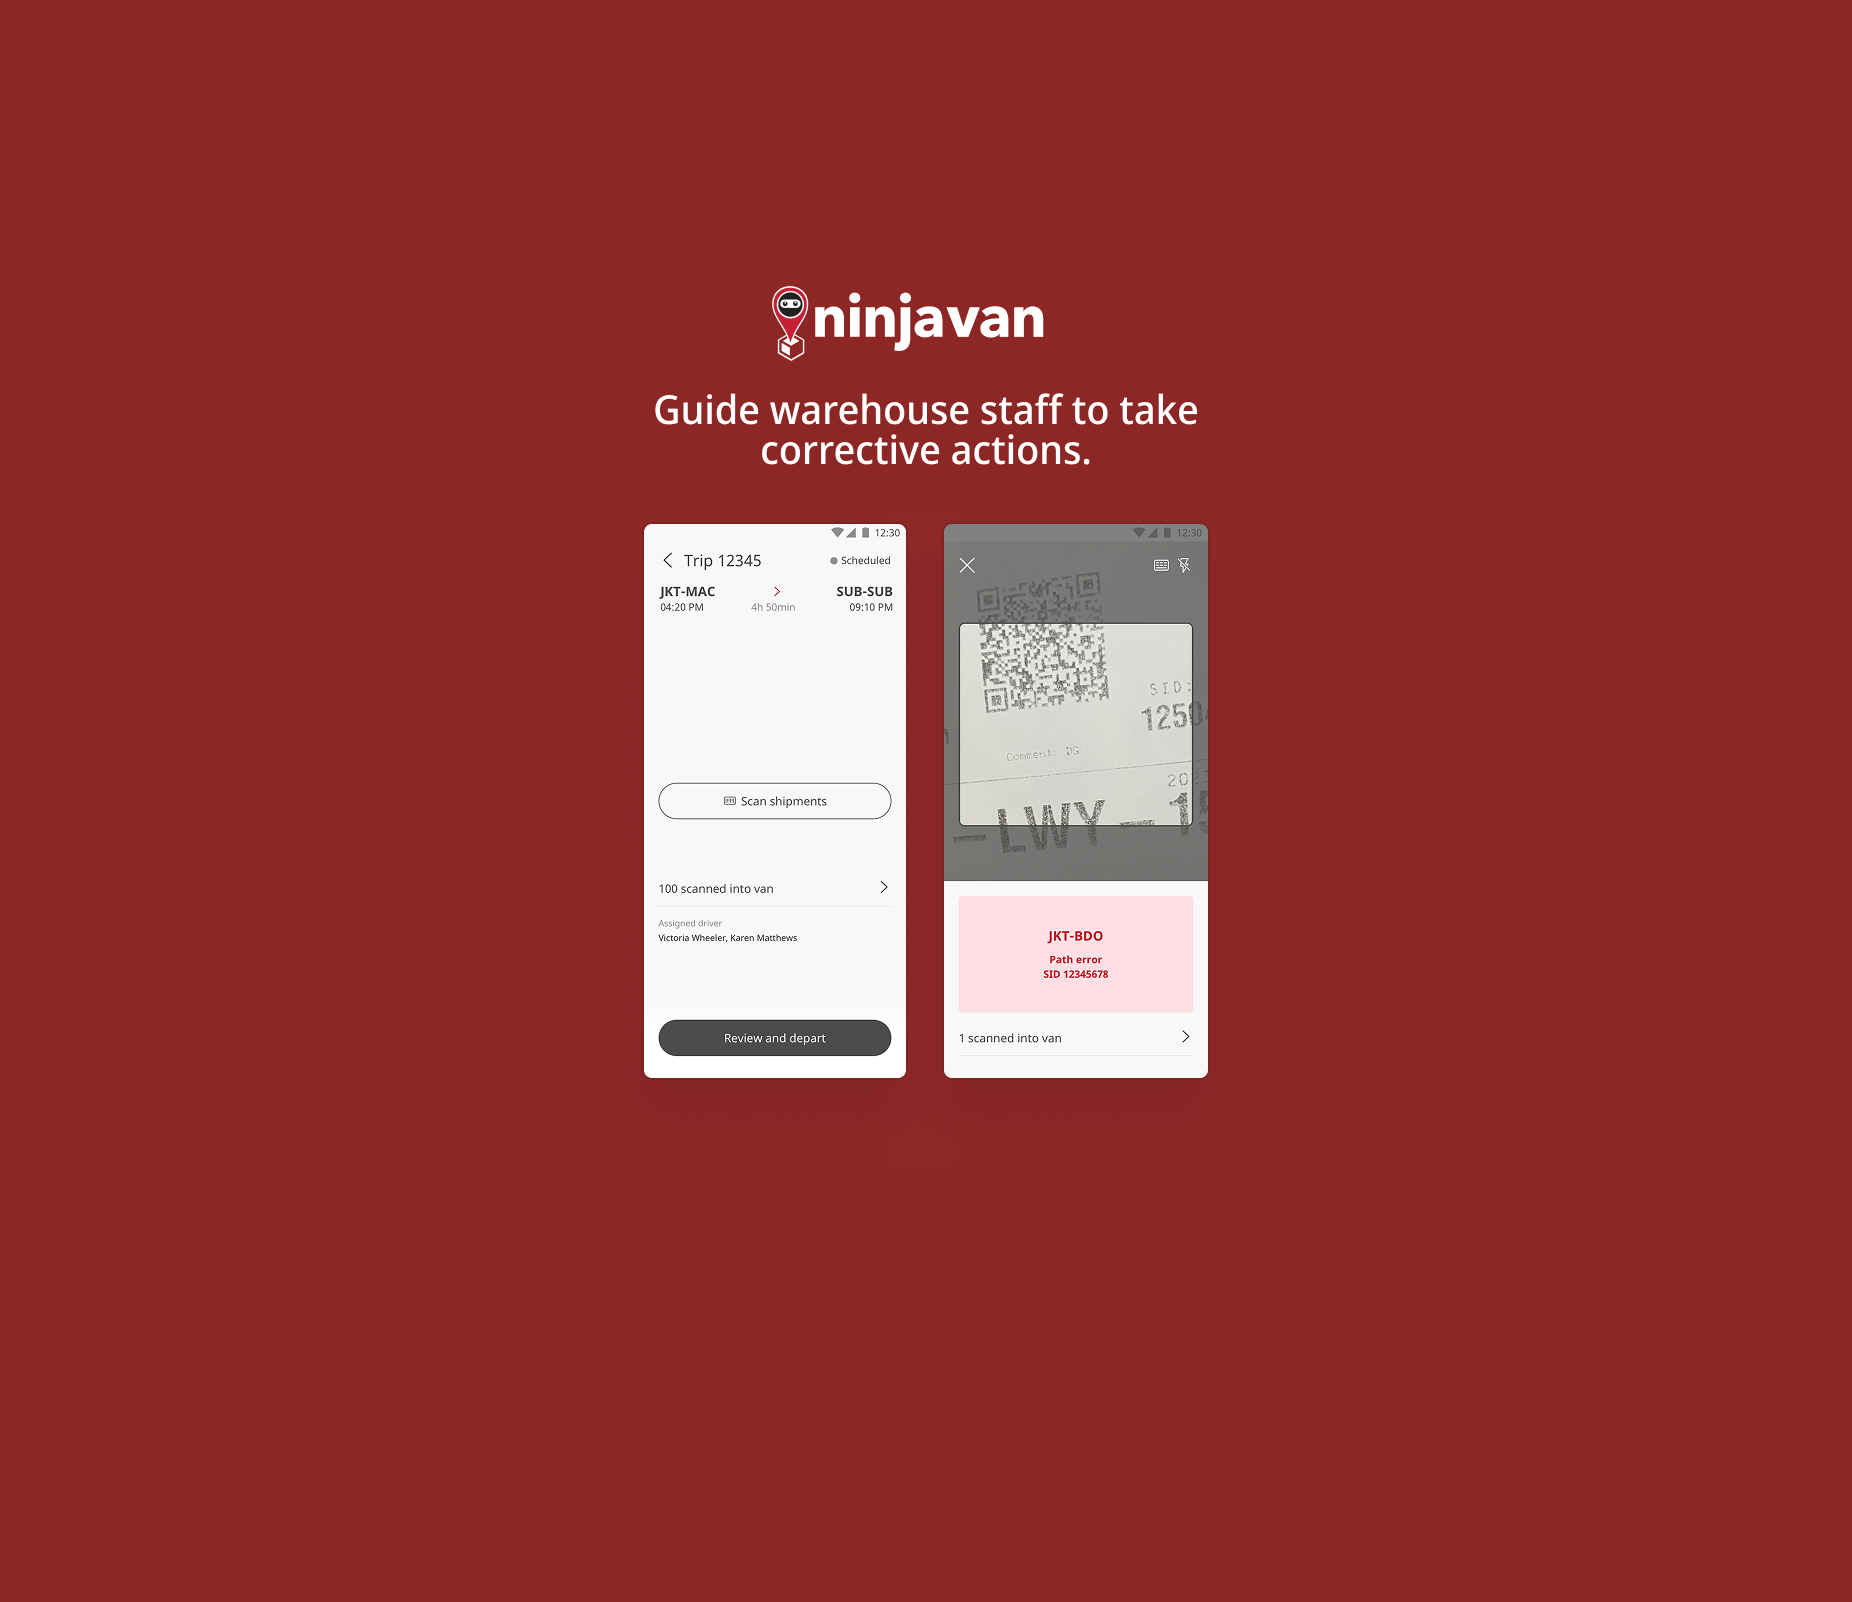 ninjavan
Guide warehouse staff to take
corrective actions.
12:30
Trip 12345
Scheduled
JKT-MAC
SUB-SUB
04:20 PM
4h 50min
09:10 PM
Scan shipments
100 scanned into van
Assigned driver
Victoria Wheeler, Karen Matthews
Review and depart
12:30
SID:
1250
Comment: DG
202
-LWY-15
JKT-BDO
Path error
SID 12345678
1 scanned into van